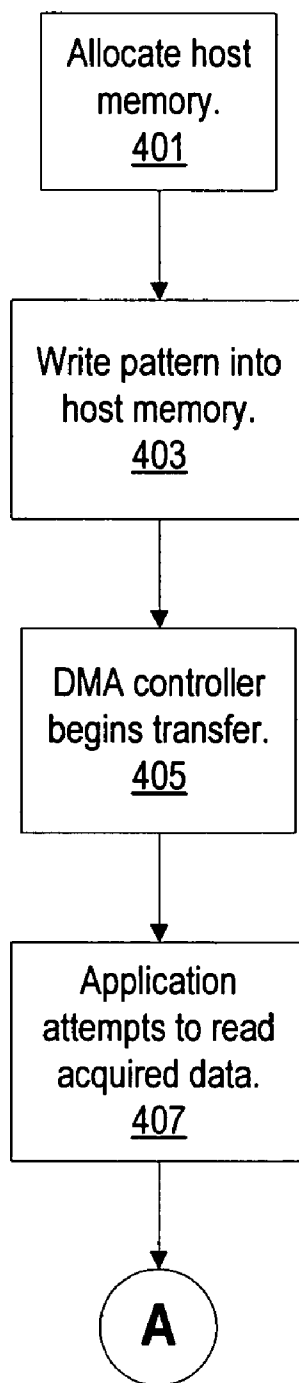 Allocate host
memory.
401
Write pattern into
host memory.
403
DMA controller
begins transfer.
405
Application
attempts to read
acquired data.
407
A